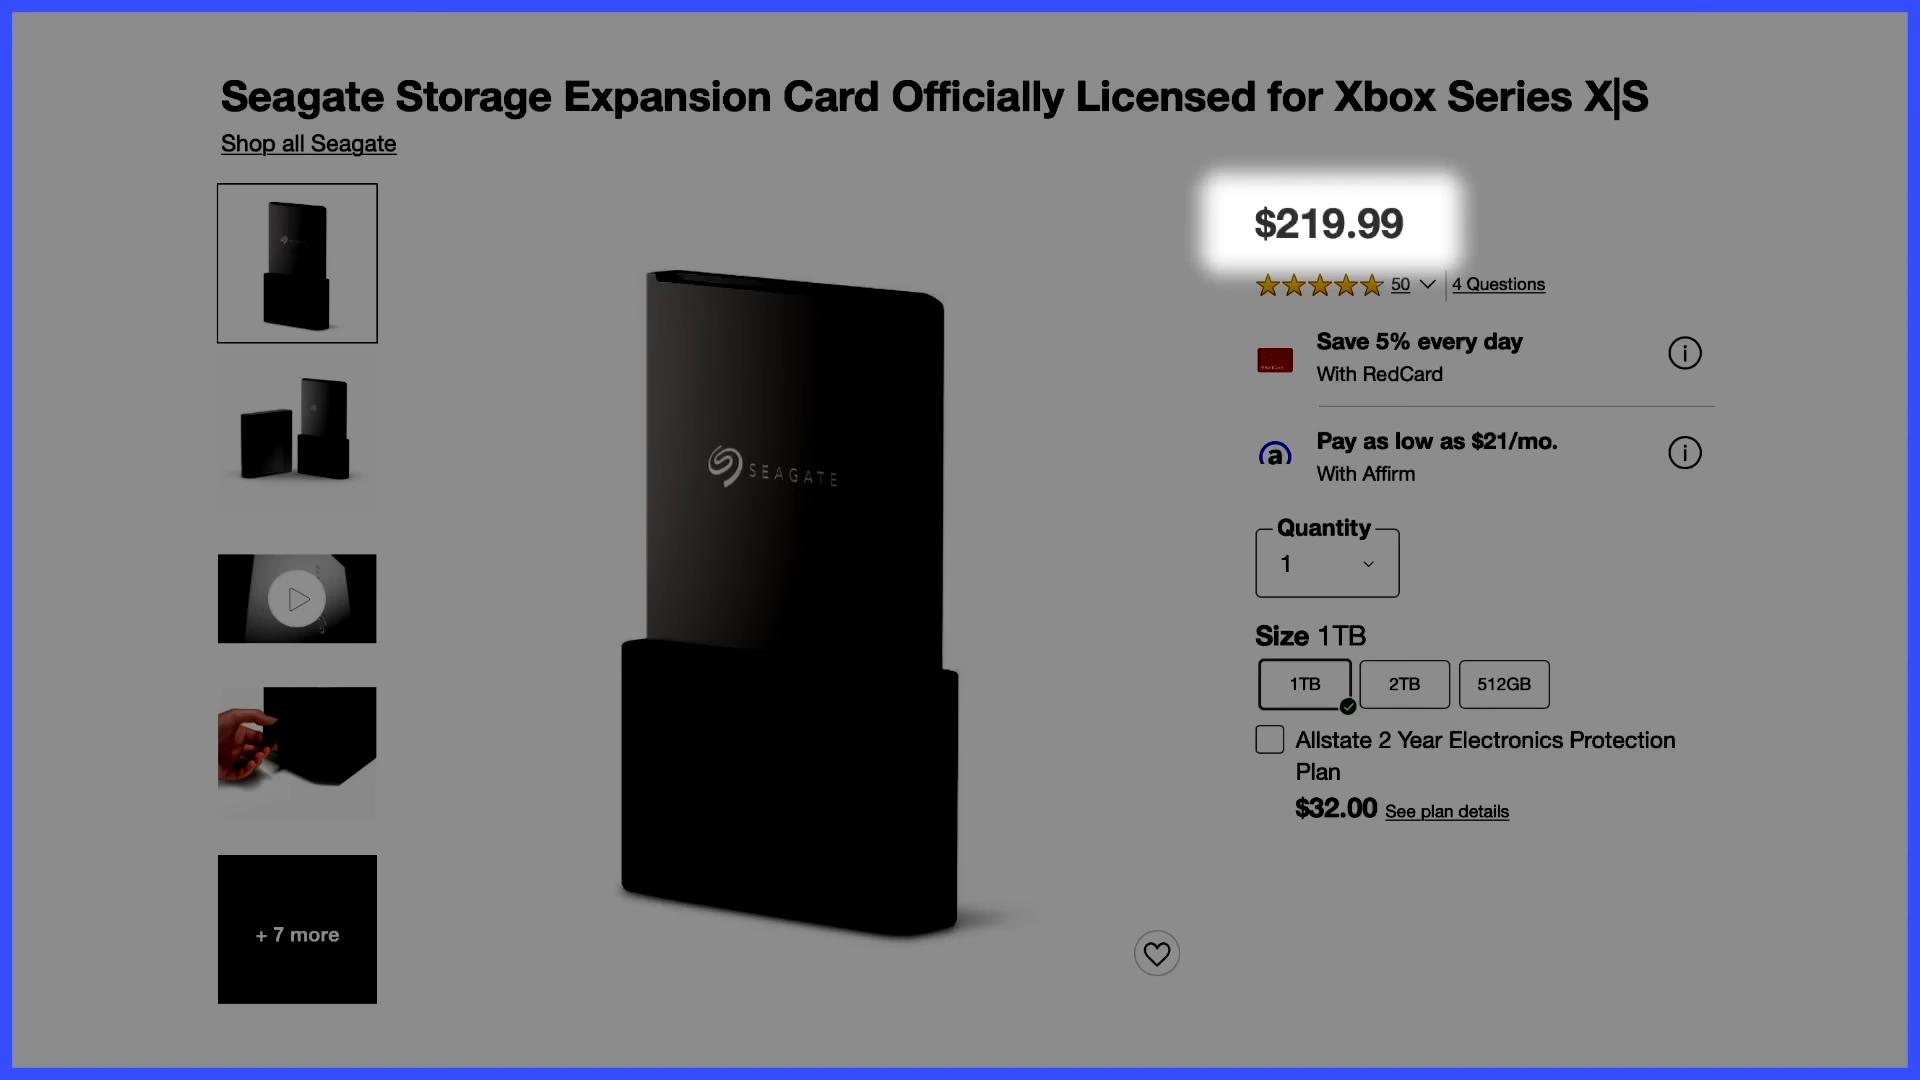 Seagate Storage Expansion Card Officially Licensed for Xbox Series X|S
Shop all Seagate
$219.99
50
4 Questions
Save 5% every day
With RedCard
a
Pay as low as $21/mo.
With Affirm
SEAGATE
Quantity
1
Size 1TB
1TB
2TB
512GB
Allstate 2 Year Electronics Protection
Plan
$32.00 See plan details
+ 7 more